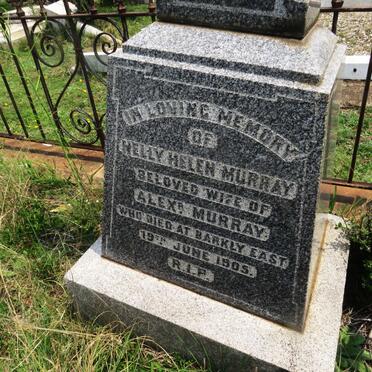 IN LOVING MEMORY
OF
NELLY HELEN MURRAY
BELOVED WIFE OF
ALEXR MURRAY
WHO DIED AT BARKLY EAST
19TH JUNE 1905.
R.I.P.